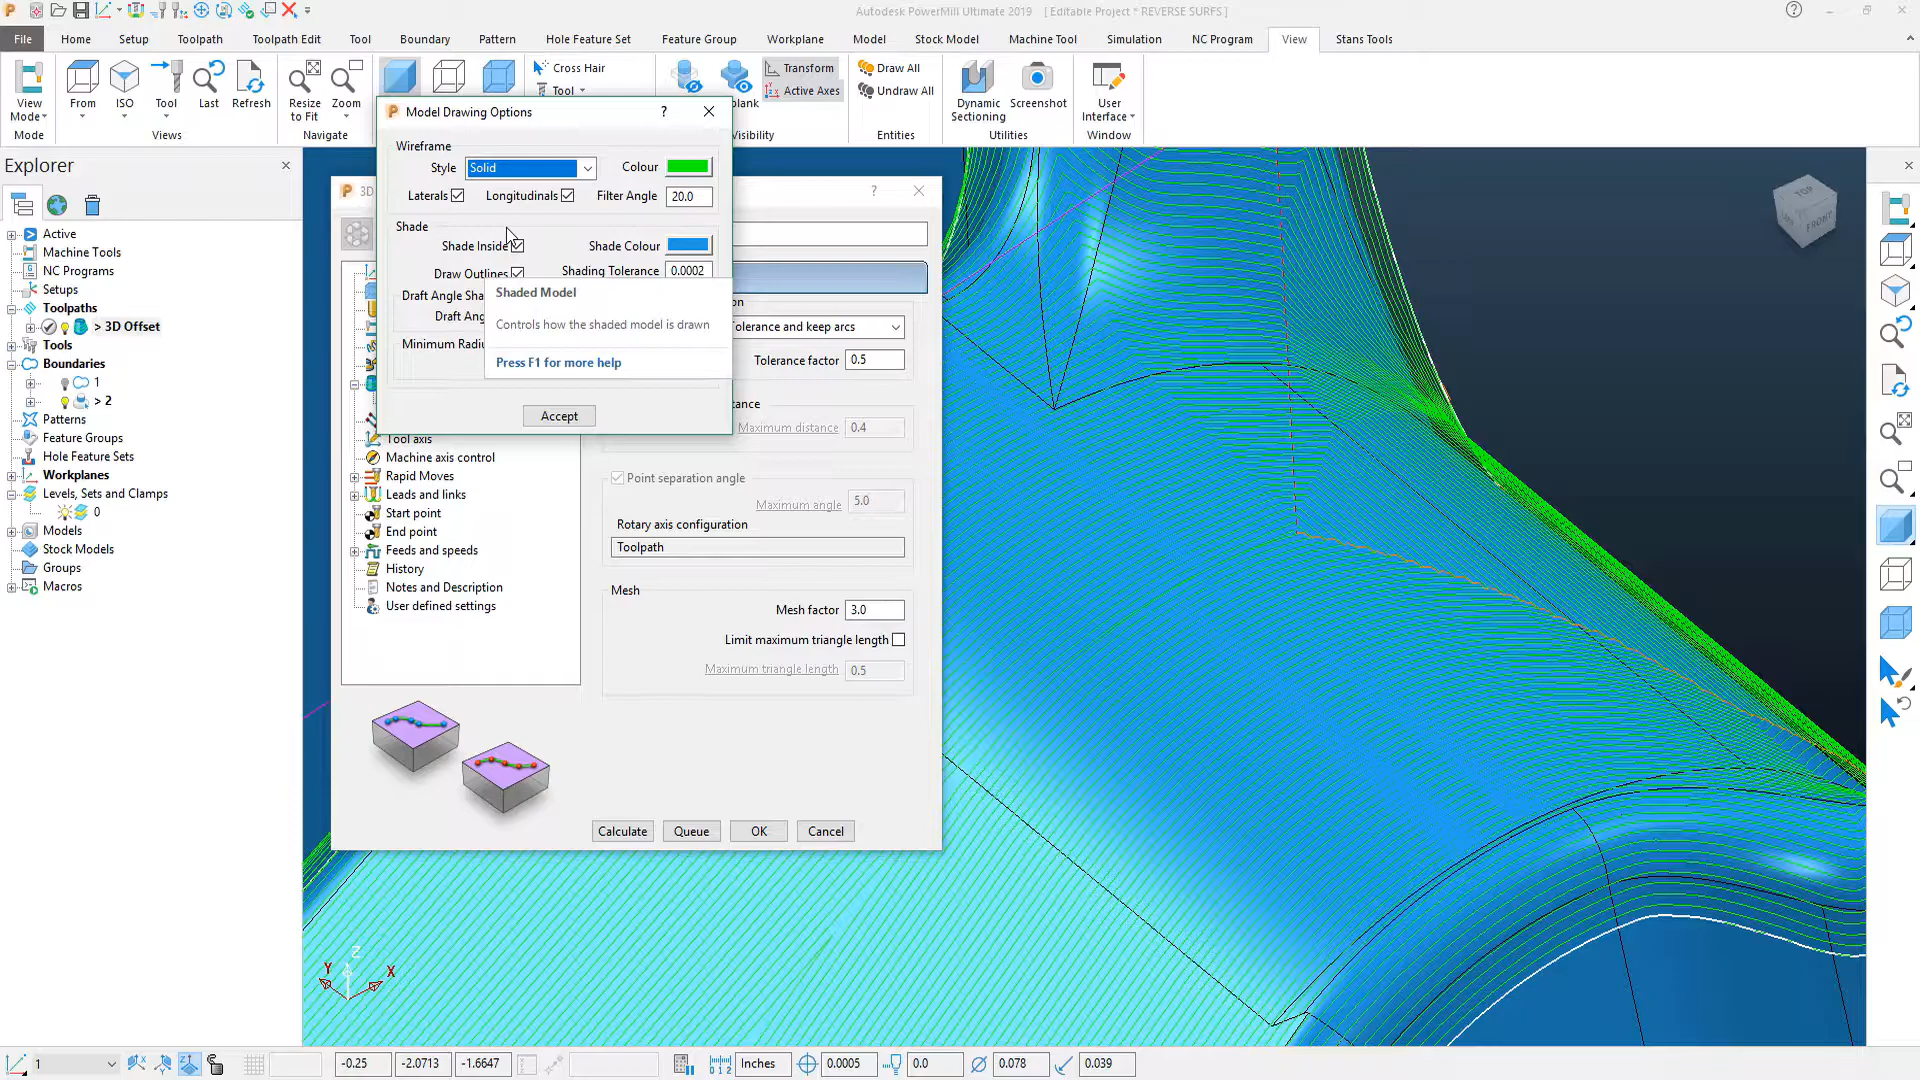 Autodesk PowerMill Ultimate 2019 [ Editable Project * REVERSE SURFS ]
File Home Setup Toolpath Toolpath Edit Tool Boundary Pattern Hole Feature Set Feature Group Workplane Model Stock Model Machine Tool Simulation NC Program View Stans Tools
Cross Hair
Tool
Transform
Active Axes
Draw All
Undraw All
View Mode
From ISO Tool Last Refresh
Resize to Fit
Zoom
Dynamic Sectioning
Screenshot
User Interface
Mode Views Navigate Entities Utilities Window
Explorer
Active
Machine Tools
NC Programs
Setups
Toolpaths
> 3D Offset
Tools
Boundaries
1
> 2
Patterns
Feature Groups
Hole Feature Sets
Workplanes
Levels, Sets and Clamps
0
Models
Stock Models
Groups
Macros
Model Drawing Options
?
Wireframe
Style Solid Colour
Laterals Longitudinals Filter Angle 20.0
Shade
Shade Inside Shade Colour
Draw Outlines Shading Tolerance 0.0002
Draft Angle Sha
Draft Ang
Minimum Radiu
Accept
Shaded Model
Controls how the shaded model is drawn
Press F1 for more help
3D
?
olerance and keep arcs
Tolerance factor 0.5
tance
Maximum distance 0.4
Point separation angle
Maximum angle 5.0
Rotary axis configuration
Toolpath
Mesh
Mesh factor 3.0
Limit maximum triangle length
Maximum triangle length 0.5
Tool axis
Machine axis control
Rapid Moves
Leads and links
Start point
End point
Feeds and speeds
History
Notes and Description
User defined settings
Calculate Queue OK Cancel
TOP
FRONT
Z
Y
X
1 -0.25 -2.0713 -1.6647 Inches 0.0005 0.0 0.078 0.039